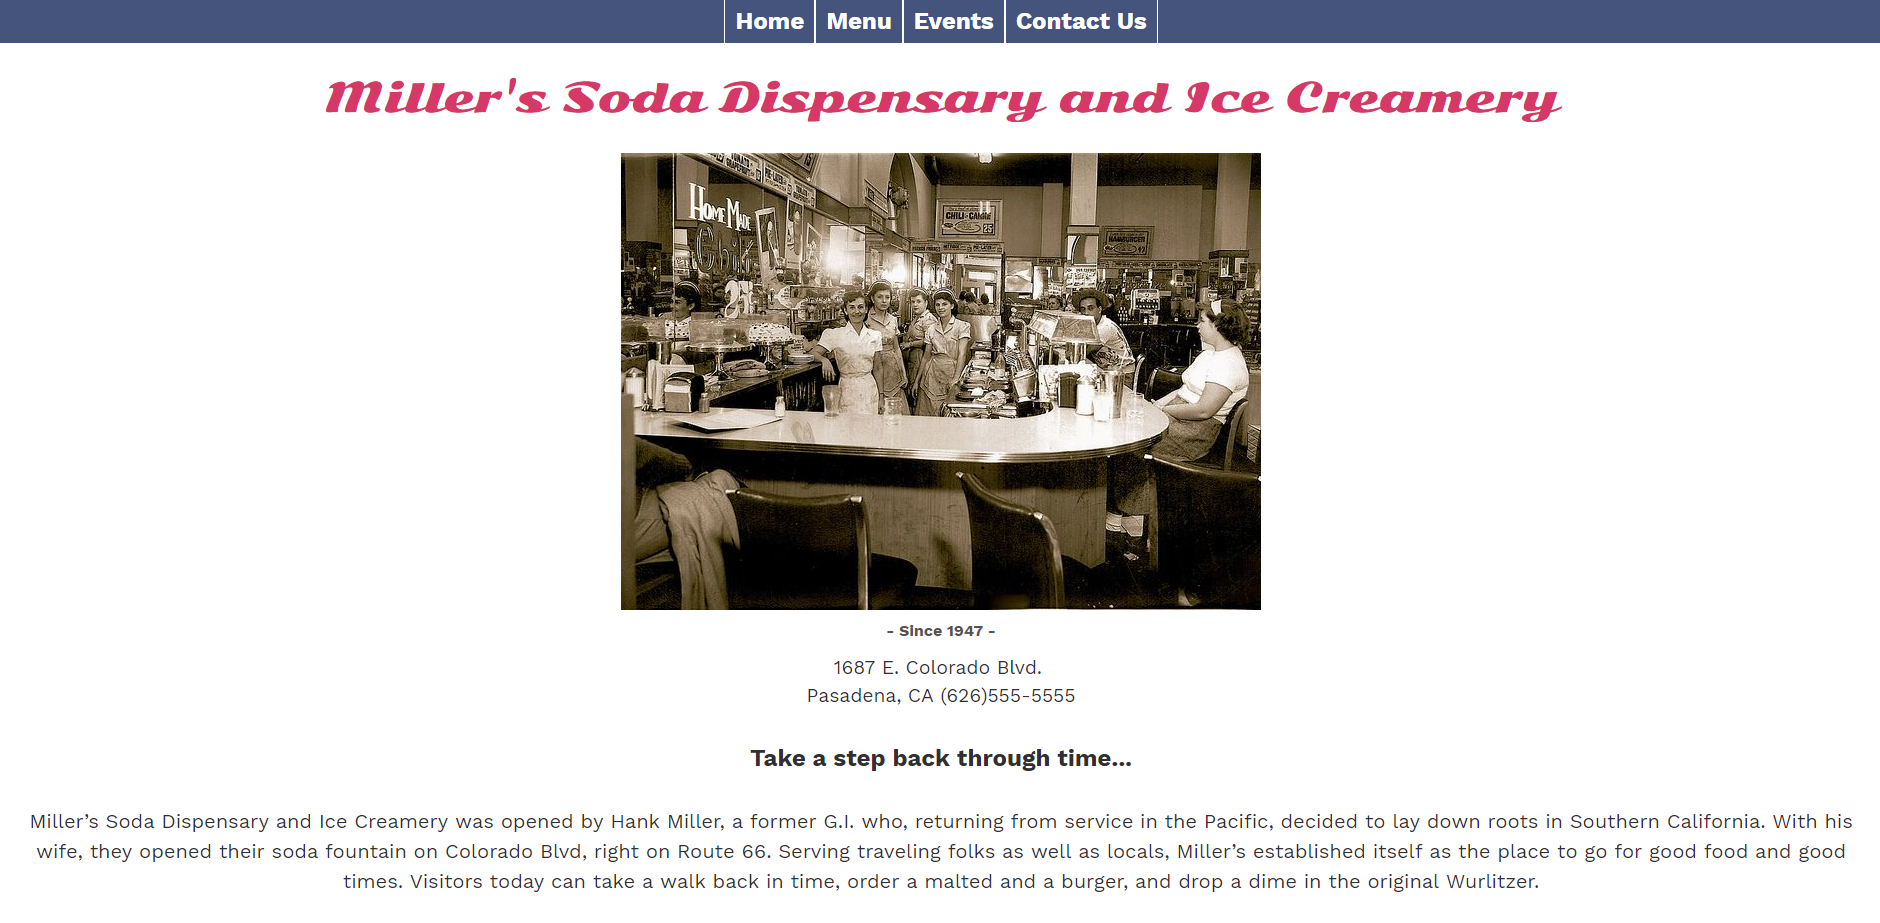 Home
Menu
Events
Contact Us
Miller's Soda Dispensary and Ice Creamery
HOME MADE
Chili
CHILI
25
HAMBURGER
- Since 1947 -
1687 E. Colorado Blvd.
Pasadena, CA (626)555-5555
Take a step back through time...
Miller’s Soda Dispensary and Ice Creamery was opened by Hank Miller, a former G.I. who, returning from service in the Pacific, decided to lay down roots in Southern California. With his
wife, they opened their soda fountain on Colorado Blvd, right on Route 66. Serving traveling folks as well as locals, Miller’s established itself as the place to go for good food and good
times. Visitors today can take a walk back in time, order a malted and a burger, and drop a dime in the original Wurlitzer.